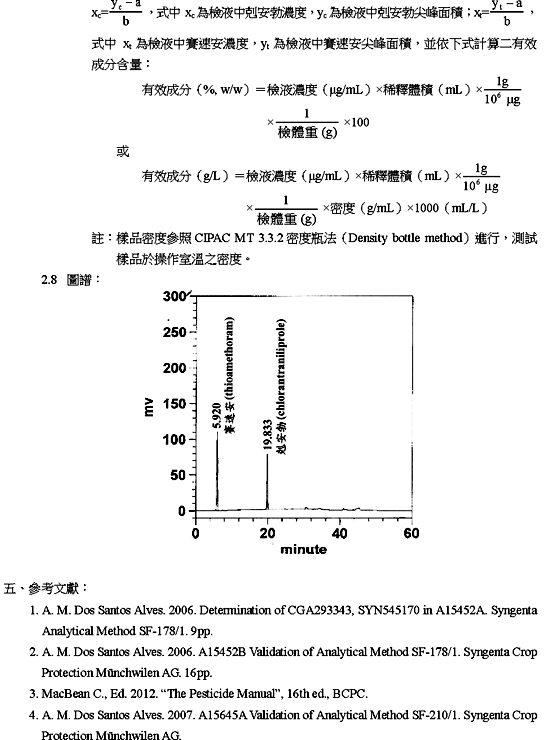 xc=yc − a / b，式中 xc 為檢液中剋安勃濃度，yc 為檢液中剋安勃尖峰面積；xt=yt − a / b，
式中 xt 為檢液中賽速安濃度，yt 為檢液中賽速安尖峰面積，並依下式計算二有效
成分含量：
有效成分（%, w/w）＝檢液濃度（μg/mL）×稀釋體積（mL）×1g / 10⁶ μg
×1 / 檢體重 (g) ×100
或
有效成分（g/L）＝檢液濃度（μg/mL）×稀釋體積（mL）×1g / 10⁶ μg
×1 / 檢體重 (g) ×密度（g/mL）×1000（mL/L）
註：樣品密度參照 CIPAC MT 3.3.2 密度瓶法（Density bottle method）進行，測試
樣品於操作室溫之密度。
2.8 圖譜：
300
250
200
150
100
50
0
mv
5.920
賽速安 (thioamethoram)
19.833
剋安勃 (chlorantraniliprole)
0 20 40 60
minute
五、參考文獻：
1. A. M. Dos Santos Alves. 2006. Determination of CGA293343, SYN545170 in A15452A. Syngenta
Analytical Method SF-178/1. 9pp.
2. A. M. Dos Santos Alves. 2006. A15452B Validation of Analytical Method SF-178/1. Syngenta Crop
Protection Münchwilen AG. 16pp.
3. MacBean C., Ed. 2012. “The Pesticide Manual”, 16th ed., BCPC.
4. A. M. Dos Santos Alves. 2007. A15645A Validation of Analytical Method SF-210/1. Syngenta Crop
Protection Münchwilen AG.